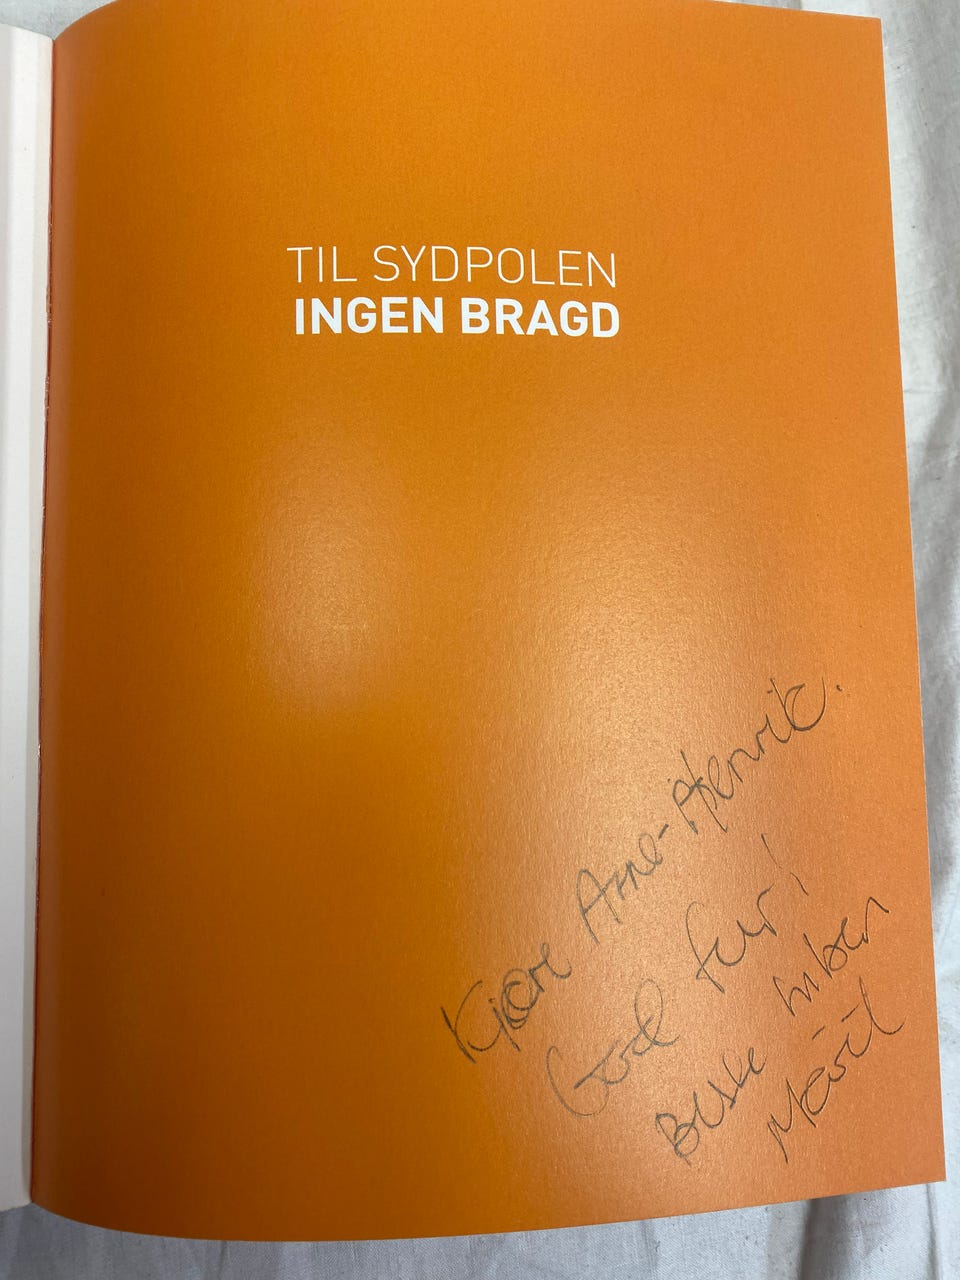 TIL SYDPOLEN
INGEN BRAGD
Kjære Arne-Henrik.
God tur!
Beste hilsen
Marit